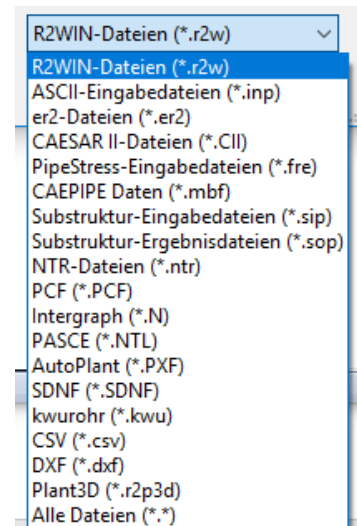 R2WIN-Dateien (*.r2w)
R2WIN-Dateien (*.r2w)
ASCII-Eingabedateien (*.inp)
er2-Dateien (*.er2)
CAESAR II-Dateien (*.CII)
PipeStress-Eingabedateien (*.fre)
CAEPIPE Daten (*.mbf)
Substruktur-Eingabedateien (*.sip)
Substruktur-Ergebnisdateien (*.sop)
NTR-Dateien (*.ntr)
PCF (*.PCF)
Intergraph (*.N)
PASCE (*.NTL)
AutoPlant (*.PXF)
SDNF (*.SDNF)
kwurohr (*.kwu)
CSV (*.csv)
DXF (*.dxf)
Plant3D (*.r2p3d)
Alle Dateien (*.*)